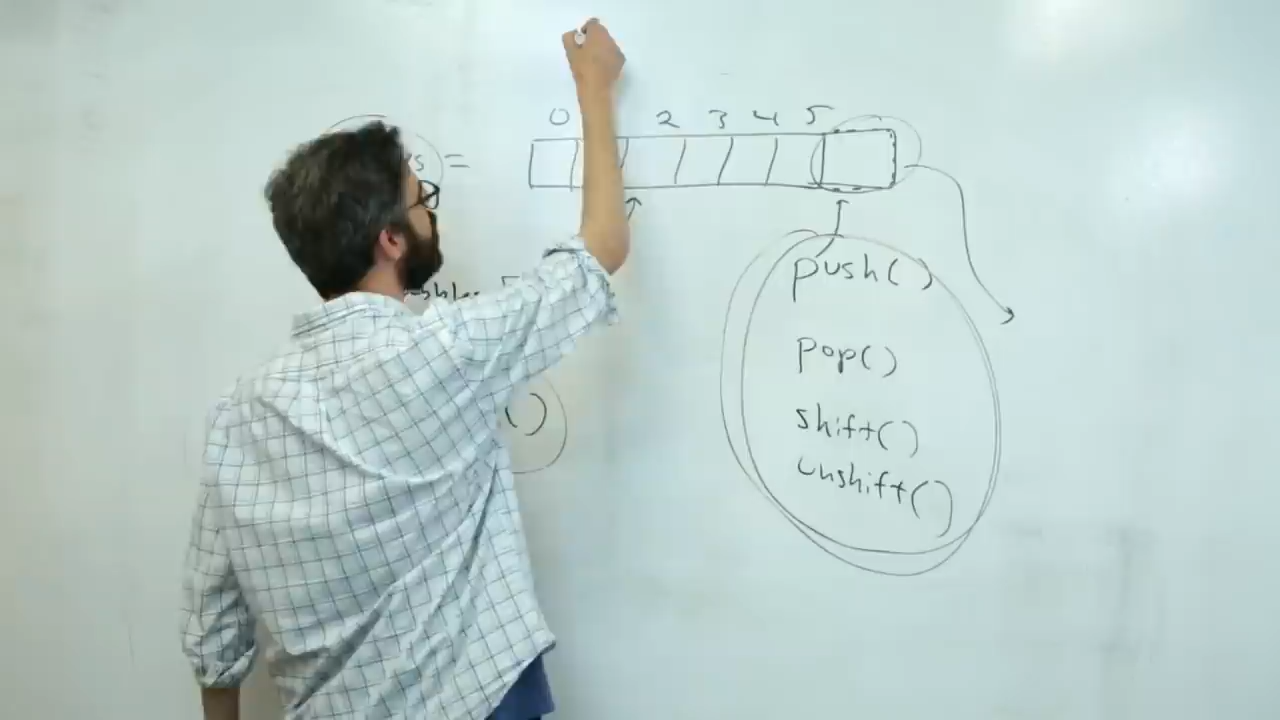 0 2 3 4 5
s =
push()
pop()
()
shift()
unshift()